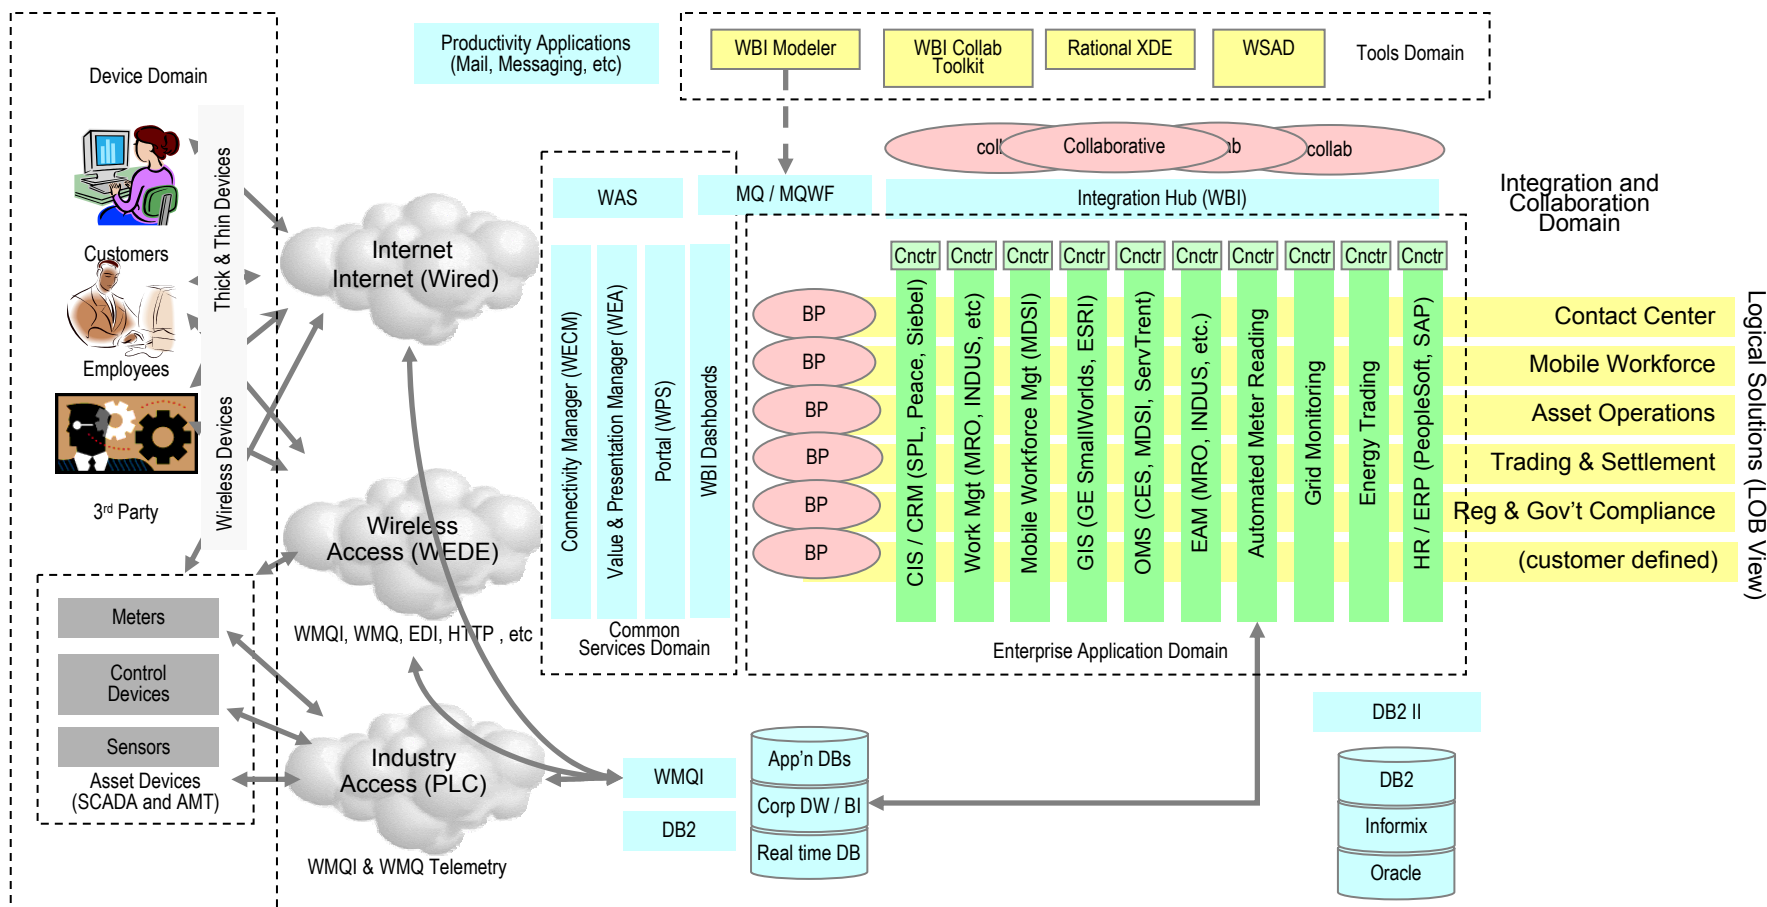 Device Domain
Customers
Employees
3rd Party
Thick & Thin Devices
Wireless Devices
Meters
Control
Devices
Sensors
Asset Devices
(SCADA and AMT)
Internet
Internet (Wired)
Wireless
Access (WEDE)
WMQI, WMQ, EDI, HTTP , etc
Industry
Access (PLC)
WMQI & WMQ Telemetry
Productivity Applications
(Mail, Messaging, etc)
WBI Modeler
WBI Collab
Toolkit
Rational XDE
WSAD
Tools Domain
WAS
Connectivity Manager (WECM)
Value & Presentation Manager (WEA)
Portal (WPS)
WBI Dashboards
Common
Services Domain
MQ / MQWF
Collaborative
collab
Integration Hub (WBI)
Integration and
Collaboration
Domain
Cnctr
Cnctr
Cnctr
Cnctr
Cnctr
Cnctr
Cnctr
Cnctr
Cnctr
Cnctr
BP
BP
BP
BP
BP
BP
CIS / CRM (SPL, Peace, Siebel)
Work Mgt (MRO, INDUS, etc)
Mobile Workforce Mgt (MDSI)
GIS (GE SmallWorlds, ESRI)
OMS (CES, MDSI, ServTrent)
EAM (MRO, INDUS, etc.)
Automated Meter Reading
Grid Monitoring
Energy Trading
HR / ERP (PeopleSoft, SAP)
Contact Center
Mobile Workforce
Asset Operations
Trading & Settlement
Reg & Gov't Compliance
(customer defined)
Logical Solutions (LOB View)
Enterprise Application Domain
WMQI
DB2
App'n DBs
Corp DW / BI
Real time DB
DB2 II
DB2
Informix
Oracle